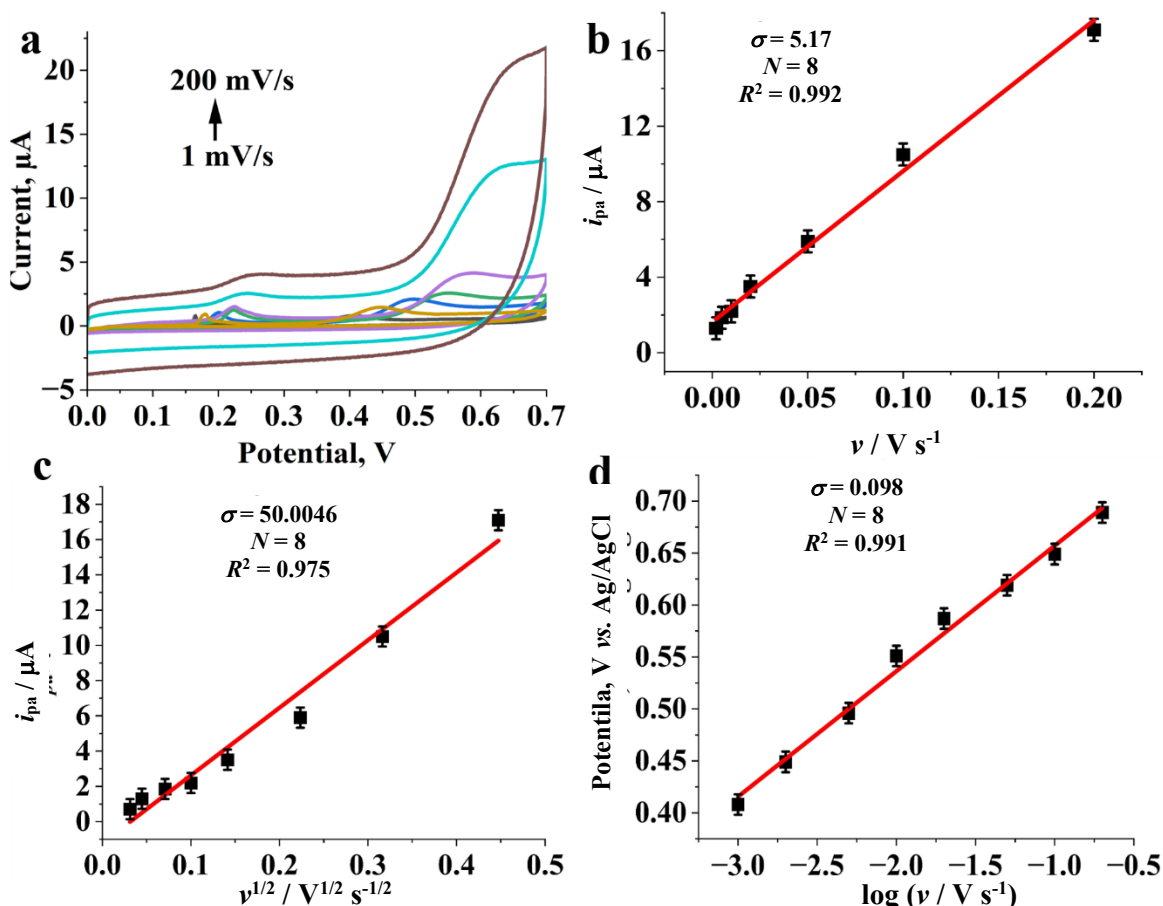 a
200 mV/s
1 mV/s
Current, μA
20
15
10
5
0
−5
0.0 0.1 0.2 0.3 0.4 0.5 0.6 0.7
Potential, V
b
σ = 5.17
N = 8
R² = 0.992
i_pa / μA
16
12
8
4
0
0.00 0.05 0.10 0.15 0.20
v / V s⁻¹
c
σ = 50.0046
N = 8
R² = 0.975
i_pa / μA
18
16
14
12
10
8
6
4
2
0
0.0 0.1 0.2 0.3 0.4 0.5
v^1/2 / V^1/2 s^-1/2
d
σ = 0.098
N = 8
R² = 0.991
Potentila, V vs. Ag/AgCl
0.70
0.65
0.60
0.55
0.50
0.45
0.40
−3.0 −2.5 −2.0 −1.5 −1.0 −0.5
log (v / V s⁻¹)